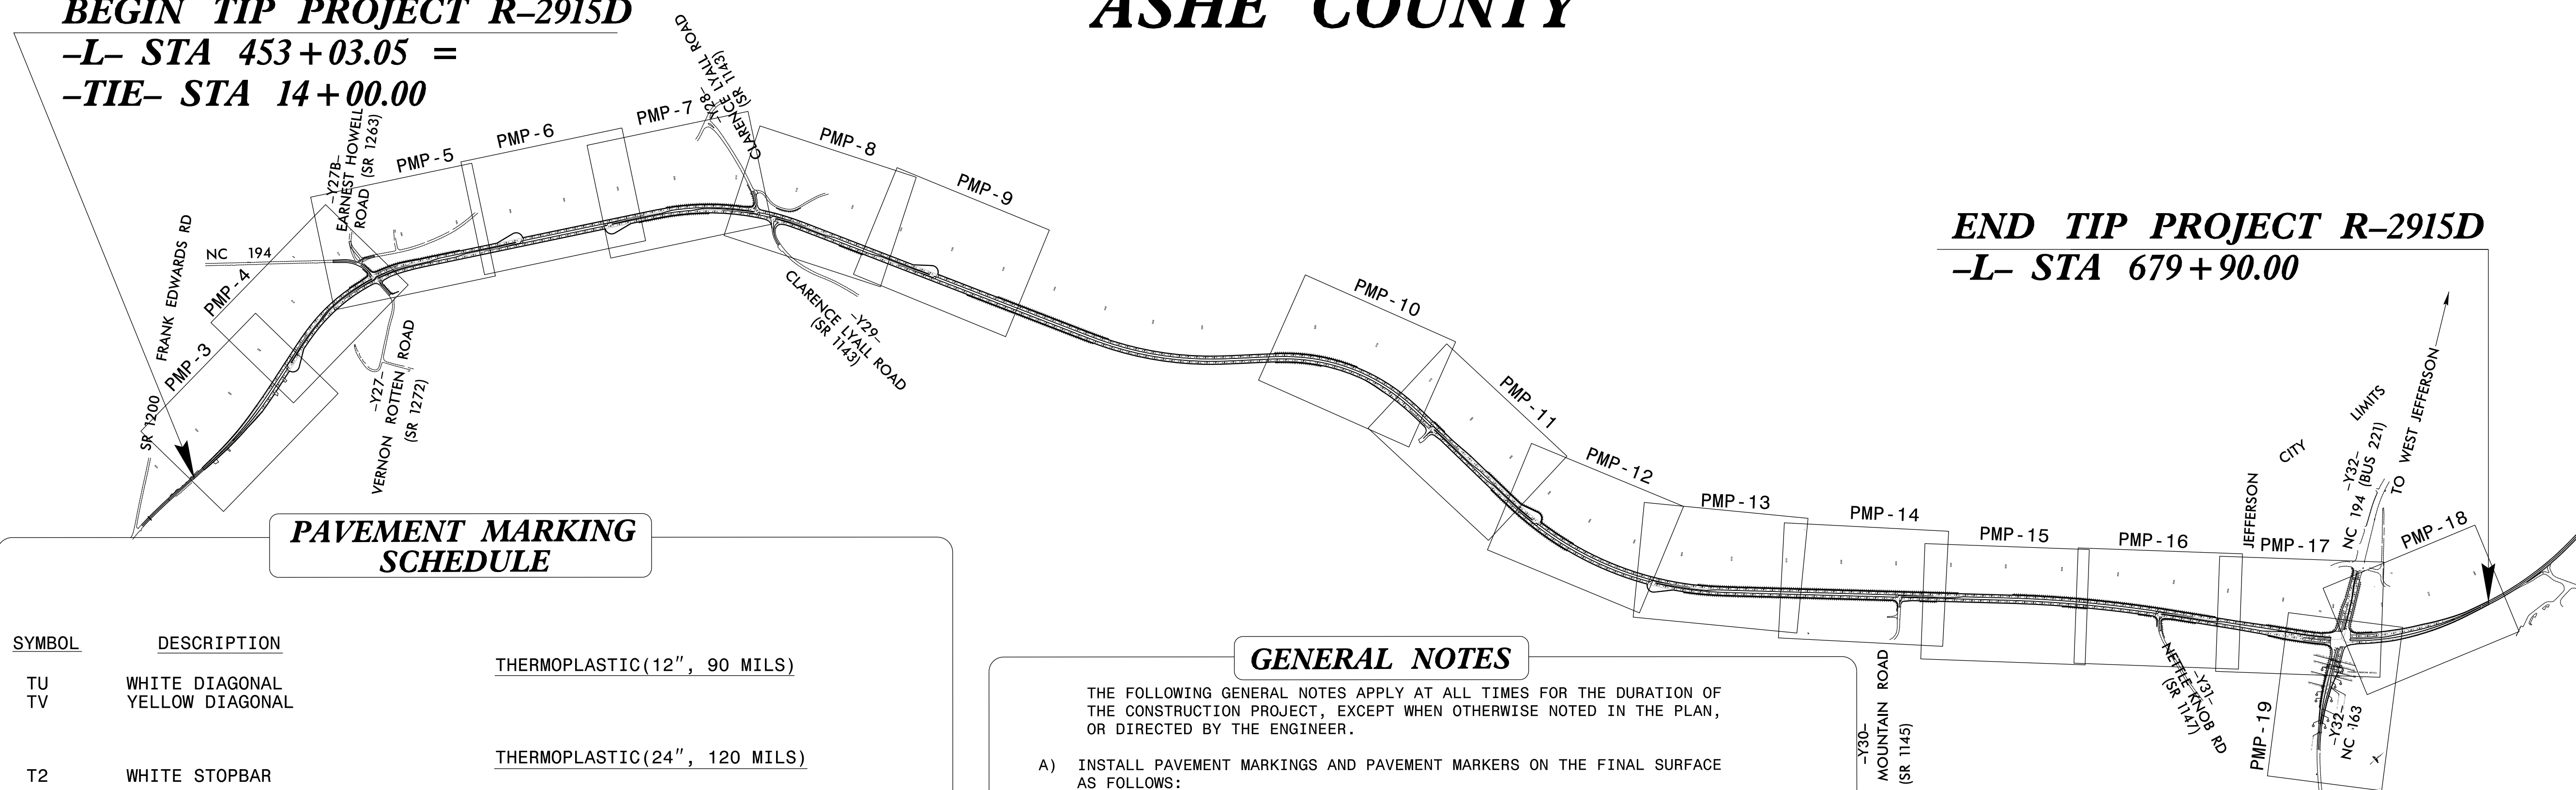 BEGIN TIP PROJECT R–2915D
–L– STA 453+03.05 =
–TIE– STA 14+00.00
ASHE COUNTY
END TIP PROJECT R–2915D
–L– STA 679+90.00
SR 1200
FRANK EDWARDS RD
PMP-3
PMP-4
NC 194
–Y27B–
EARNEST HOWELL
ROAD (SR 1263)
–Y27–
VERNON ROTTEN ROAD
(SR 1272)
PMP-5
PMP-6
PMP-7
–Y28–
CLARENCE LYALL ROAD
(SR 1143)
PMP-8
–Y29–
CLARENCE LYALL ROAD
(SR 1143)
PMP-9
PMP-10
PMP-11
PMP-12
PMP-13
PMP-14
–Y30–
MOUNTAIN ROAD
(SR 1145)
PMP-15
PMP-16
–Y31–
NETTLE KNOB RD
(SR 1147)
JEFFERSON
CITY
LIMITS
PMP-17
–Y32–
NC 194 (BUS 221)
TO WEST JEFFERSON
PMP-18
PMP-19
–Y32–
NC 163
PAVEMENT MARKING
SCHEDULE
SYMBOL DESCRIPTION
THERMOPLASTIC(12", 90 MILS)
TU WHITE DIAGONAL
TV YELLOW DIAGONAL
THERMOPLASTIC(24", 120 MILS)
T2 WHITE STOPBAR
GENERAL NOTES
THE FOLLOWING GENERAL NOTES APPLY AT ALL TIMES FOR THE DURATION OF
THE CONSTRUCTION PROJECT, EXCEPT WHEN OTHERWISE NOTED IN THE PLAN,
OR DIRECTED BY THE ENGINEER.
A) INSTALL PAVEMENT MARKINGS AND PAVEMENT MARKERS ON THE FINAL SURFACE
AS FOLLOWS: